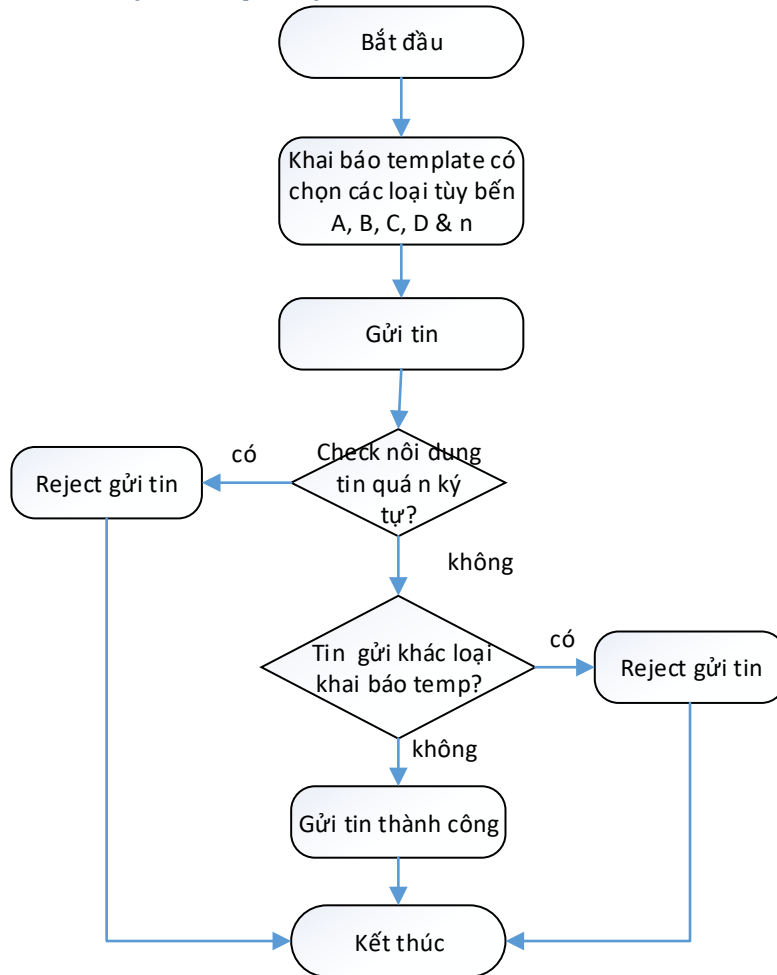 Bắt đầu
Khai báo template có
chọn các loại tùy bến
A, B, C, D & n
Gửi tin
Check nôi dung
tin quá n ký
tự?
có
Reject gửi tin
không
Tin gửi khác loại
khai báo temp?
có
Reject gửi tin
không
Gửi tin thành công
Kết thúc